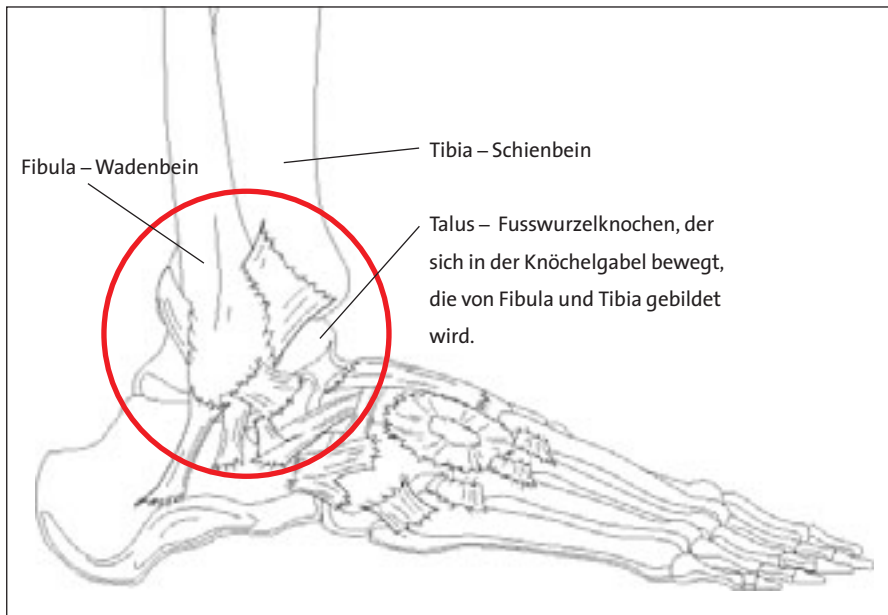 Fibula – Wadenbein
Tibia – Schienbein
Talus – Fusswurzelknochen, der
sich in der Knöchelgabel bewegt,
die von Fibula und Tibia gebildet
wird.